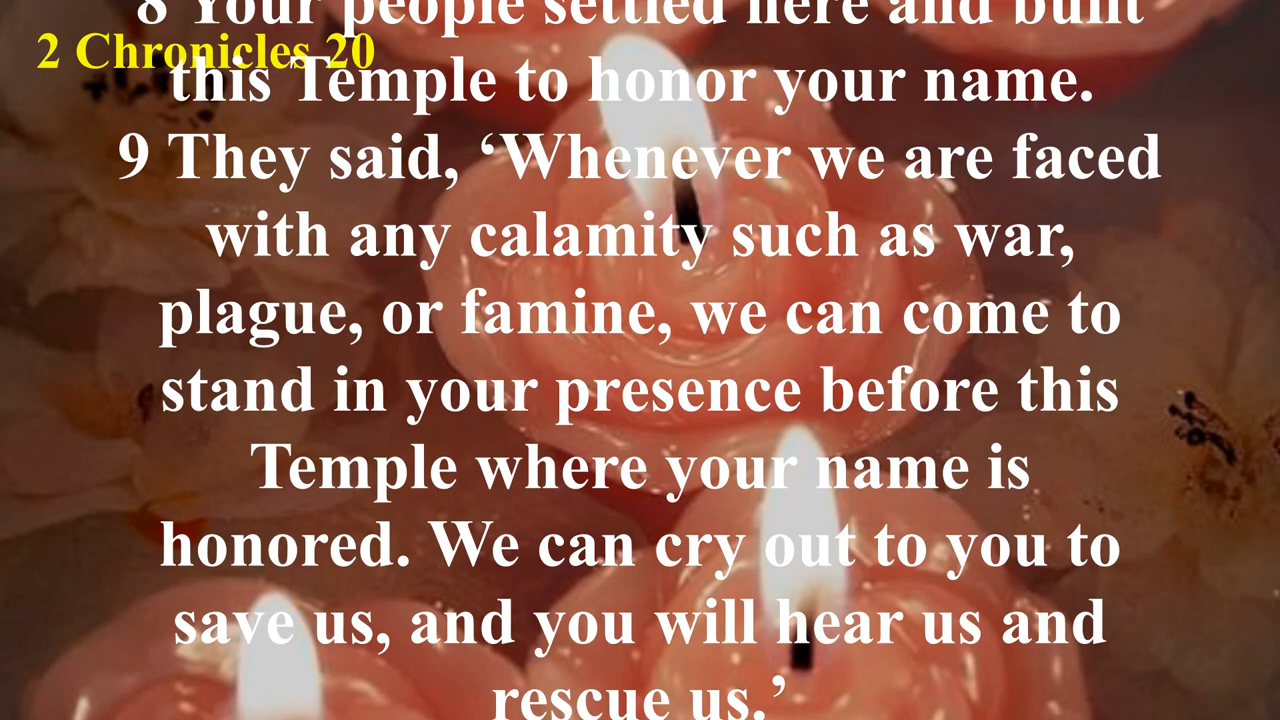 8 Your people settled here and built
2 Chronicles 20
this Temple to honor your name.
9 They said, ‘Whenever we are faced
with any calamity such as war,
plague, or famine, we can come to
stand in your presence before this
Temple where your name is
honored. We can cry out to you to
save us, and you will hear us and
rescue us.’